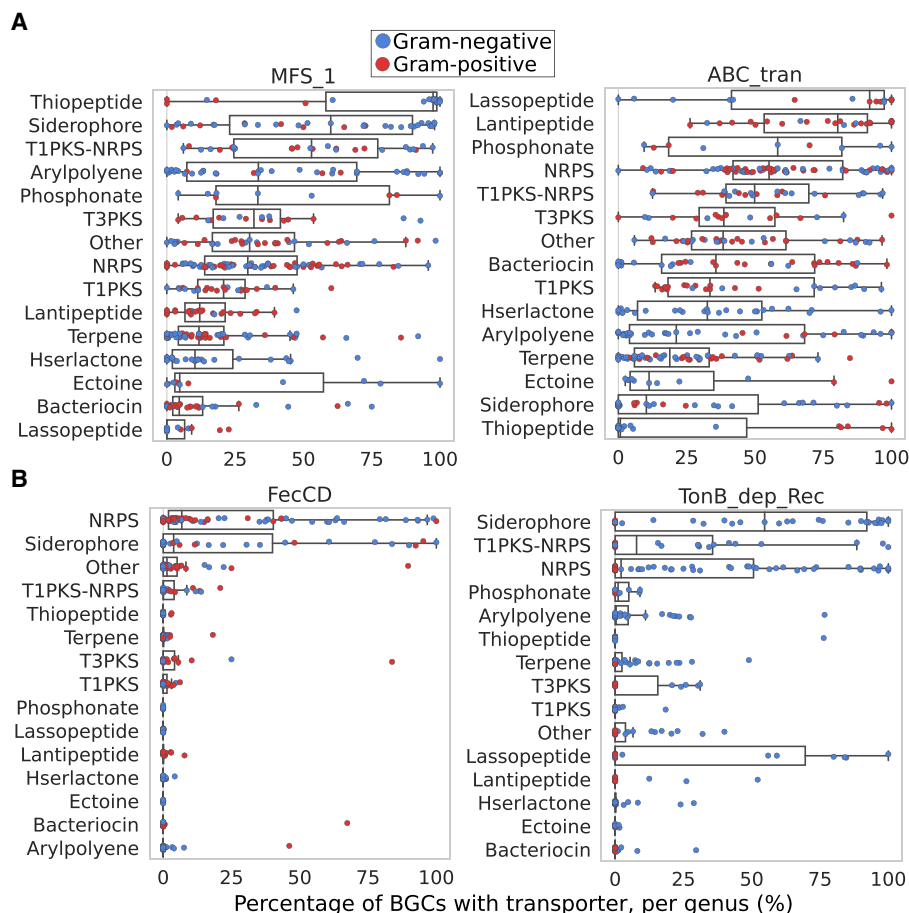 A
Gram-negative
Gram-positive
MFS_1
Thiopeptide
Siderophore
T1PKS-NRPS
Arylpolyene
Phosphonate
T3PKS
Other
NRPS
T1PKS
Lantipeptide
Terpene
Hserlactone
Ectoine
Bacteriocin
Lassopeptide
0 25 50 75 100
ABC_tran
Lassopeptide
Lantipeptide
Phosphonate
NRPS
T1PKS-NRPS
T3PKS
Other
Bacteriocin
T1PKS
Hserlactone
Arylpolyene
Terpene
Ectoine
Siderophore
Thiopeptide
0 25 50 75 100
B
FecCD
NRPS
Siderophore
Other
T1PKS-NRPS
Thiopeptide
Terpene
T3PKS
T1PKS
Phosphonate
Lassopeptide
Lantipeptide
Hserlactone
Ectoine
Bacteriocin
Arylpolyene
0 25 50 75 100
TonB_dep_Rec
Siderophore
T1PKS-NRPS
NRPS
Phosphonate
Arylpolyene
Thiopeptide
Terpene
T3PKS
T1PKS
Other
Lassopeptide
Lantipeptide
Hserlactone
Ectoine
Bacteriocin
0 25 50 75 100
Percentage of BGCs with transporter, per genus (%)